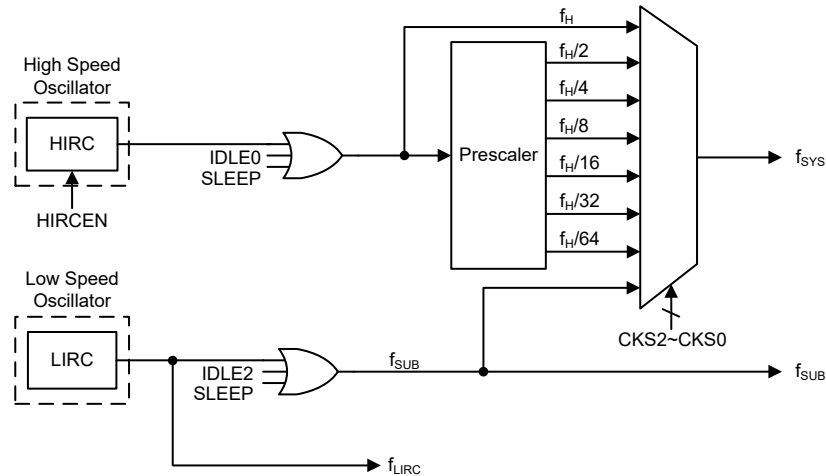 f_H
f_H/2
High Speed
Oscillator
f_H/4
HIRC
f_H/8
IDLE0
Prescaler
f_SYS
SLEEP
f_H/16
HIRCEN
f_H/32
f_H/64
Low Speed
Oscillator
CKS2~CKS0
LIRC
f_SUB
f_SUB
IDLE2
SLEEP
f_LIRC